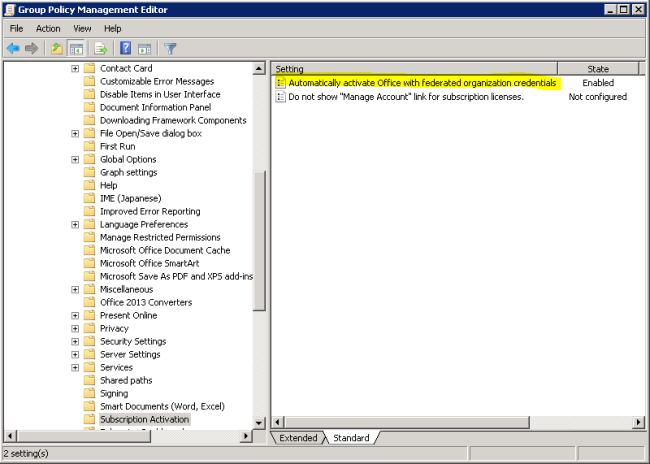 Group Policy Management Editor
File Action View Help
Contact Card
Customizable Error Messages
Disable Items in User Interface
Document Information Panel
Downloading Framework Components
File Open/Save dialog box
First Run
Global Options
Graph settings
Help
IME (Japanese)
Improved Error Reporting
Language Preferences
Manage Restricted Permissions
Microsoft Office Document Cache
Microsoft Office SmartArt
Microsoft Save As PDF and XPS add-ins
Miscellaneous
Office 2013 Converters
Present Online
Privacy
Security Settings
Server Settings
Services
Shared paths
Signing
Smart Documents (Word, Excel)
Subscription Activation
Setting State
Automatically activate Office with federated organization credentials Enabled
Do not show "Manage Account" link for subscription licenses. Not configured
Extended Standard
2 setting(s)